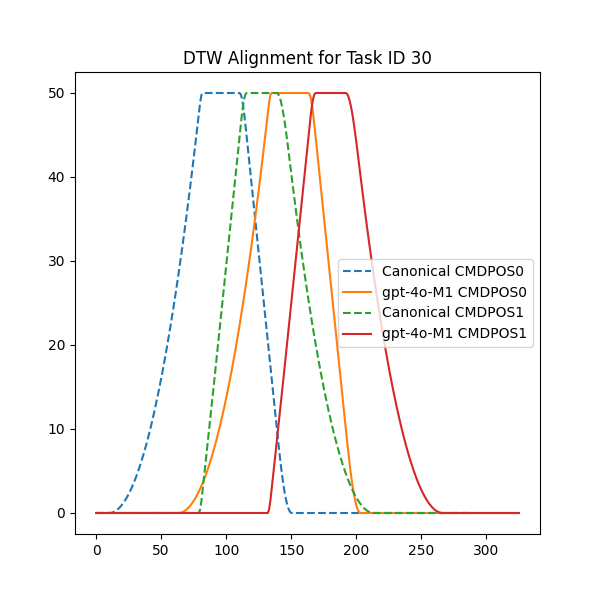 DTW Alignment for Task ID 30
50
40
30
20
10
0
Canonical CMDPOS0
gpt-4o-M1 CMDPOS0
Canonical CMDPOS1
gpt-4o-M1 CMDPOS1
0 50 100 150 200 250 300